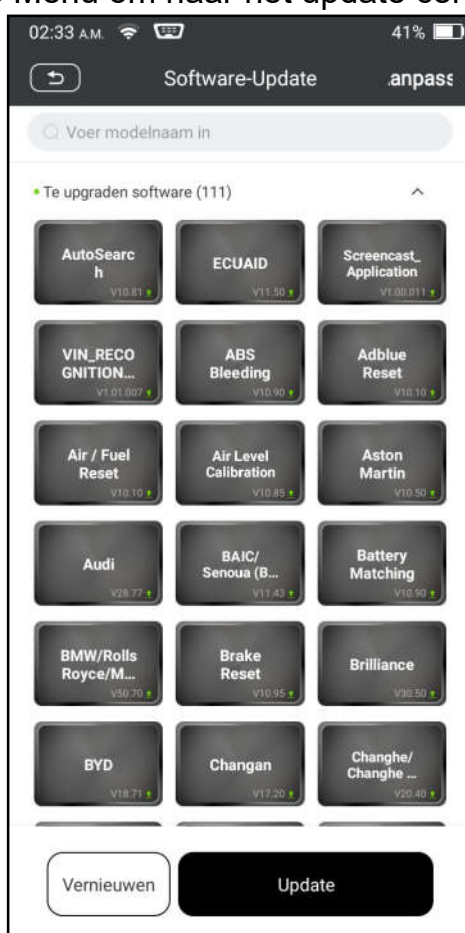 Menu om naar het update cen
02:33 A.M. 41%
Software-Update anpass
Voer modelnaam in
Te upgraden software (111)
AutoSearc
h
V10.81
ECUAID
V11.50
Screencast_
Application
V1.00.011
VIN_RECO
GNITION...
V1.01.007
ABS
Bleeding
V10.90
Adblue
Reset
V10.10
Air / Fuel
Reset
V10.10
Air Level
Calibration
V10.85
Aston
Martin
V10.50
Audi
V28.77
BAIC/
Senoua (B...
V11.43
Battery
Matching
V10.90
BMW/Rolls
Royce/M...
V50.70
Brake
Reset
V10.95
Brilliance
V30.50
BYD
V18.71
Changan
V17.20
Changhe/
Changhe ...
V20.40
Vernieuwen
Update